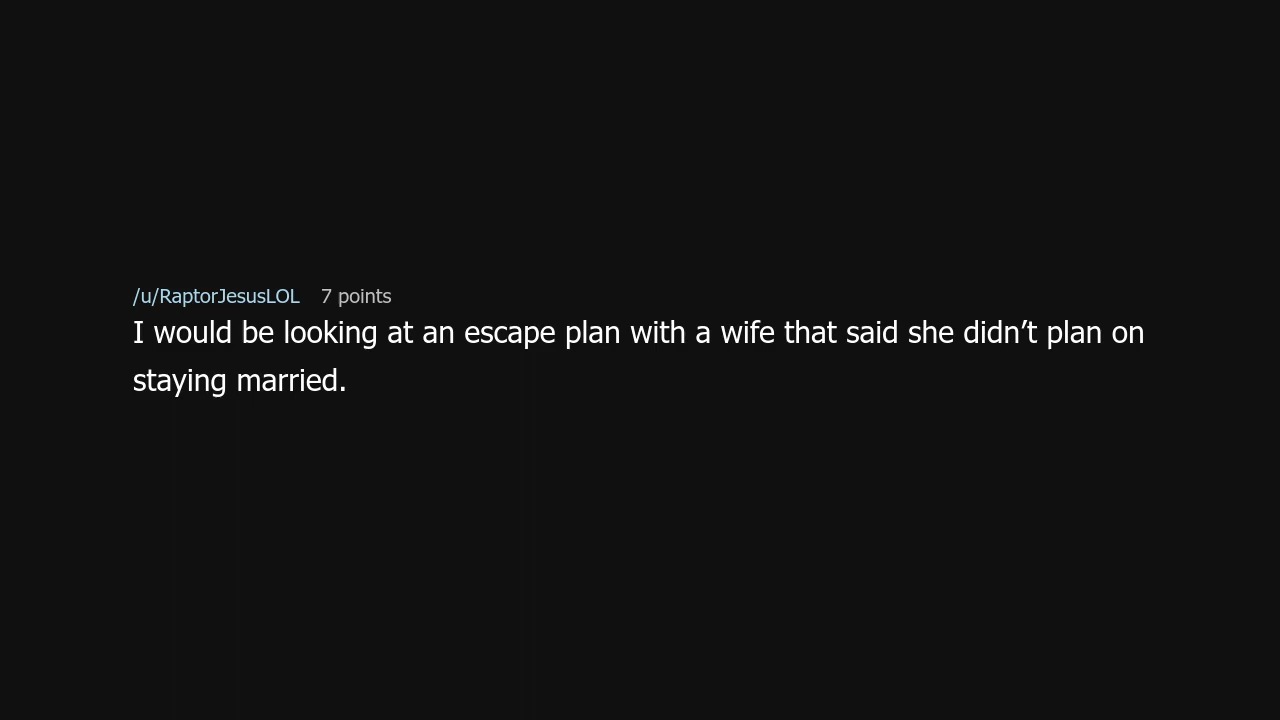 /u/RaptorJesusLOL 7 points
I would be looking at an escape plan with a wife that said she didn’t plan on
staying married.